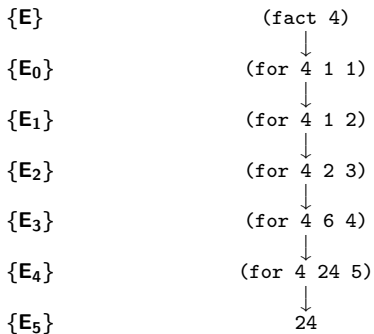 {E} (fact 4)
{E₀} (for 4 1 1)
{E₁} (for 4 1 2)
{E₂} (for 4 2 3)
{E₃} (for 4 6 4)
{E₄} (for 4 24 5)
{E₅} 24